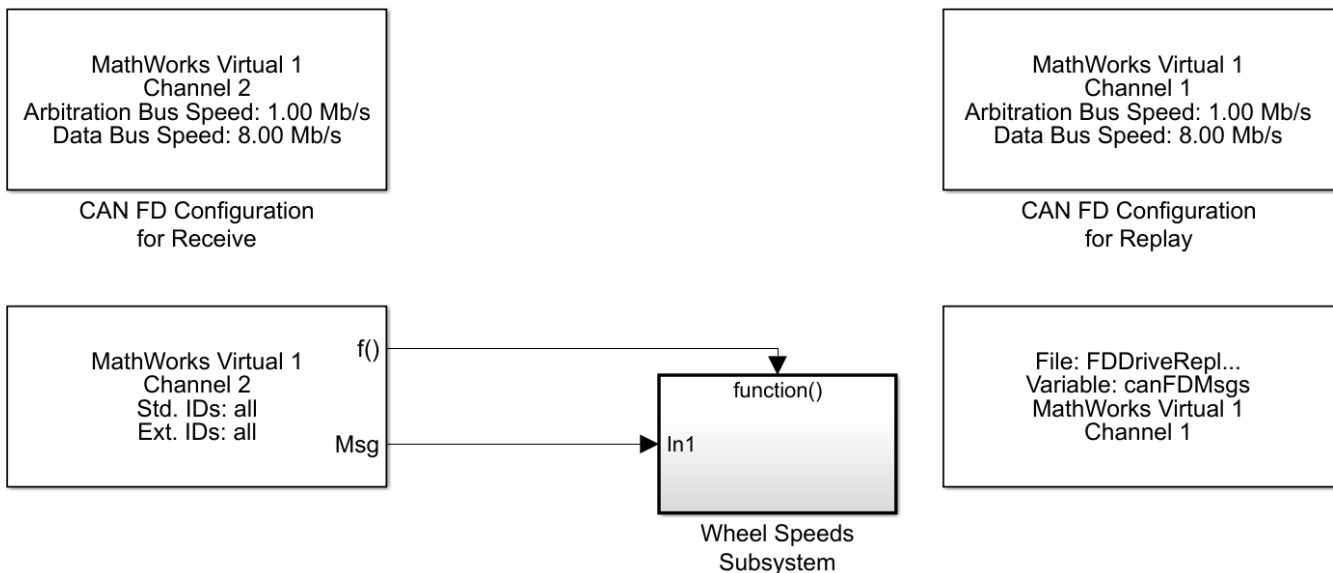 MathWorks Virtual 1
Channel 2
Arbitration Bus Speed: 1.00 Mb/s
Data Bus Speed: 8.00 Mb/s
CAN FD Configuration
for Receive
MathWorks Virtual 1
Channel 1
Arbitration Bus Speed: 1.00 Mb/s
Data Bus Speed: 8.00 Mb/s
CAN FD Configuration
for Replay
MathWorks Virtual 1
Channel 2
Std. IDs: all
Ext. IDs: all
f()
Msg
function()
In1
Wheel Speeds
Subsystem
File: FDDriveRepl...
Variable: canFDMsgs
MathWorks Virtual 1
Channel 1